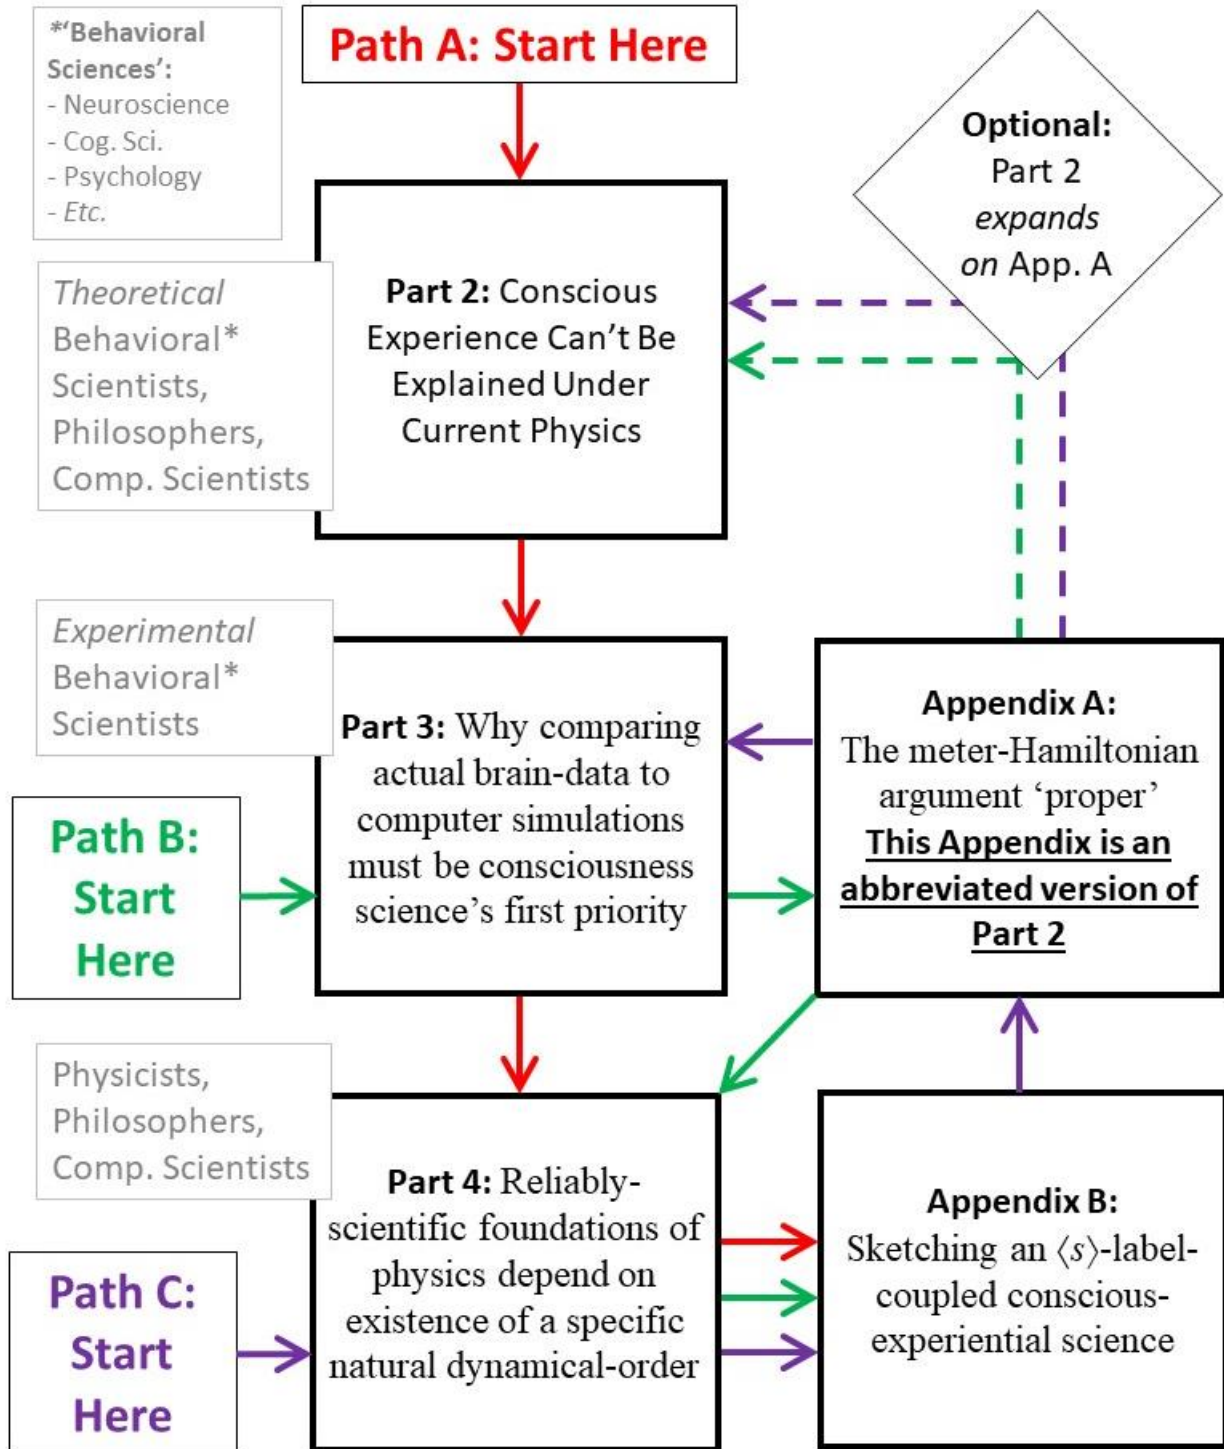 *‘Behavioral
Sciences’:
- Neuroscience
- Cog. Sci.
- Psychology
- Etc.
Path A: Start Here
Optional:
Part 2
expands
on App. A
Theoretical
Behavioral*
Scientists,
Philosophers,
Comp. Scientists
Part 2: Conscious
Experience Can’t Be
Explained Under
Current Physics
Experimental
Behavioral*
Scientists
Path B:
Start
Here
Part 3: Why comparing
actual brain-data to
computer simulations
must be consciousness
science’s first priority
Appendix A:
The meter-Hamiltonian
argument ‘proper’
This Appendix is an
abbreviated version of
Part 2
Physicists,
Philosophers,
Comp. Scientists
Path C:
Start
Here
Part 4: Reliably-
scientific foundations of
physics depend on
existence of a specific
natural dynamical-order
Appendix B:
Sketching an ⟨s⟩-label-
coupled conscious-
experiential science